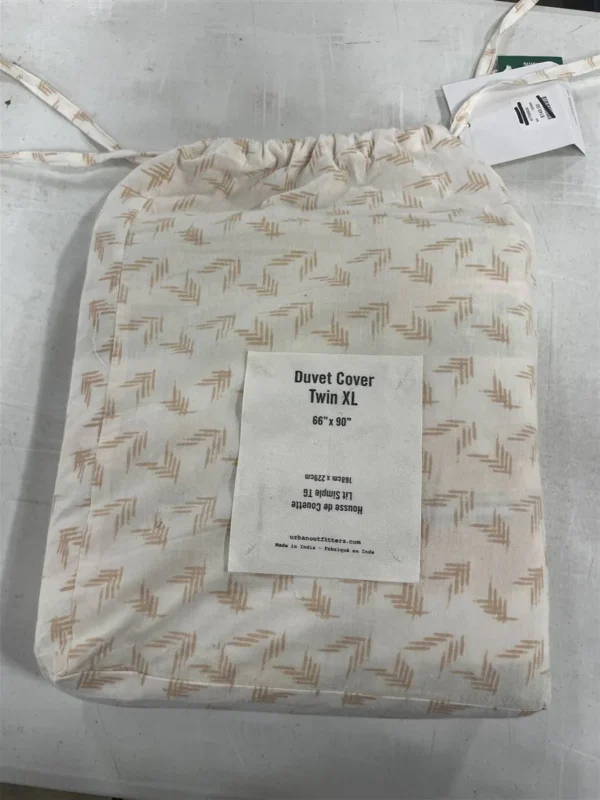 Duvet Cover
Twin XL
66" x 90"
Housse de Couette
Lit Simple TG
168cm x 229cm
urbanoutfitters.com
Made in India - Fabriqué en Inde